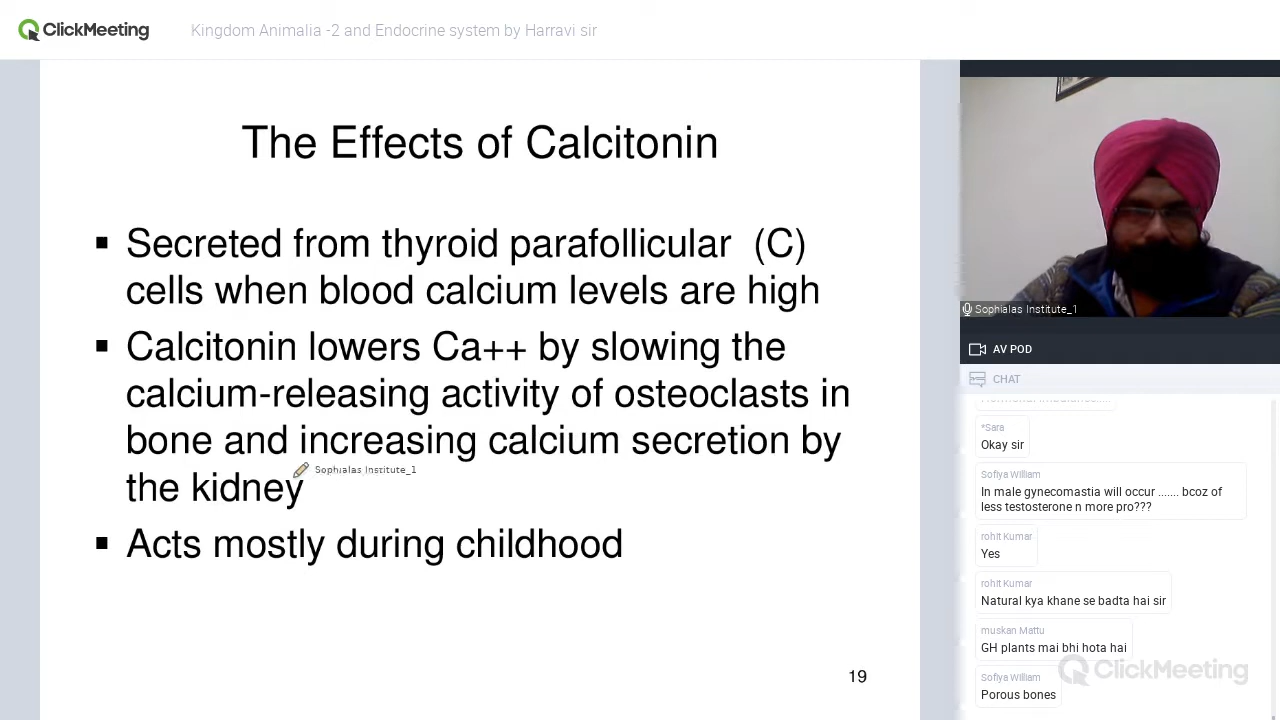 ClickMeeting
Kingdom Animalia -2 and Endocrine system by Harravi sir
The Effects of Calcitonin
▪ Secreted from thyroid parafollicular (C)
cells when blood calcium levels are high
▪ Calcitonin lowers Ca++ by slowing the
calcium-releasing activity of osteoclasts in
bone and increasing calcium secretion by
the kidney
Sophialas Institute_1
▪ Acts mostly during childhood
19
Sophialas Institute_1
AV POD
CHAT
*Sara
Okay sir
Sofiya William
In male gynecomastia will occur ....... bcoz of
less testosterone n more pro???
rohit Kumar
Yes
rohit Kumar
Natural kya khane se badta hai sir
muskan Mattu
GH plants mai bhi hota hai
Sofiya William
Porous bones
ClickMeeting